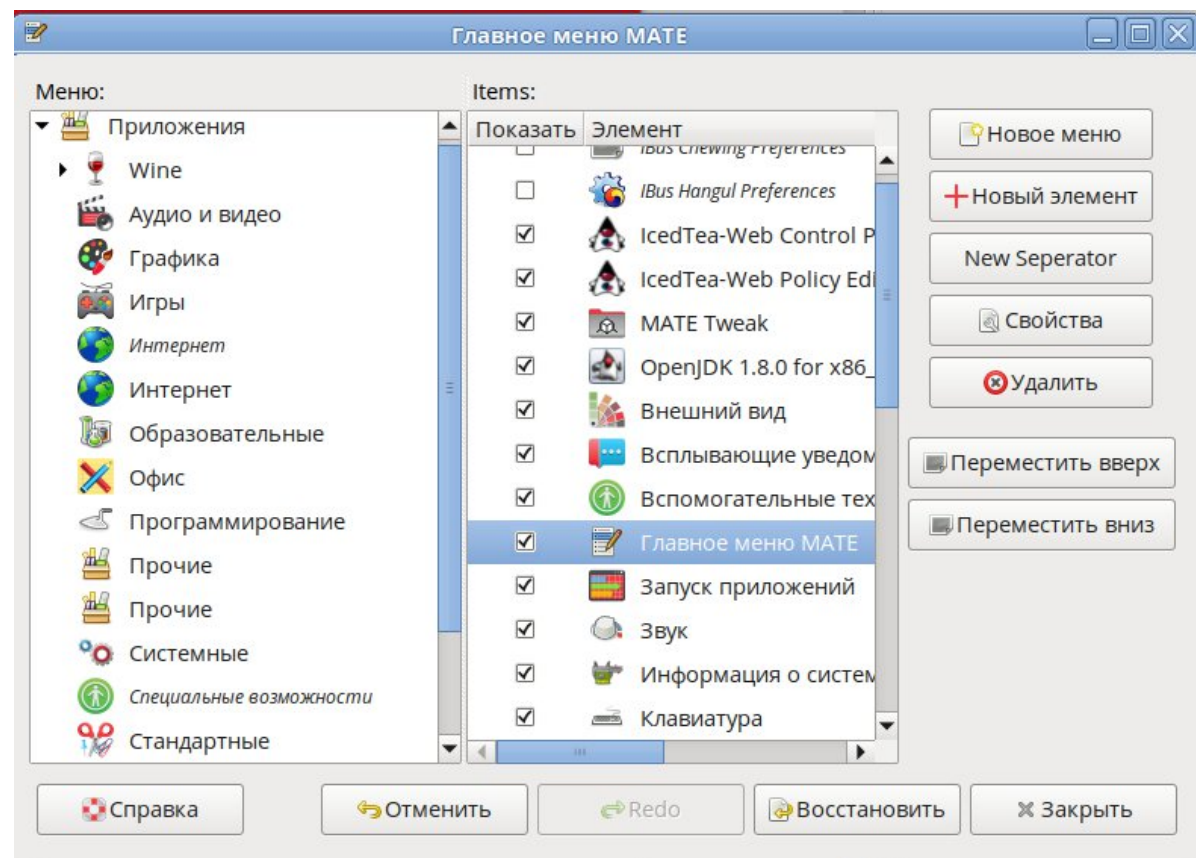 Главное меню MATE
Меню:
Приложения
Wine
Аудио и видео
Графика
Игры
Интернет
Интернет
Образовательные
Офис
Программирование
Прочие
Прочие
Системные
Специальные возможности
Стандартные
Items:
Показать Элемент
IBus Chewing Preferences
IBus Hangul Preferences
IcedTea-Web Control P
IcedTea-Web Policy Edi
MATE Tweak
OpenJDK 1.8.0 for x86_
Внешний вид
Всплывающие уведом
Вспомогательные тех
Главное меню MATE
Запуск приложений
Звук
Информация о систем
Клавиатура
Новое меню
Новый элемент
New Seperator
Свойства
Удалить
Переместить вверх
Переместить вниз
Справка
Отменить
Redo
Восстановить
Закрыть